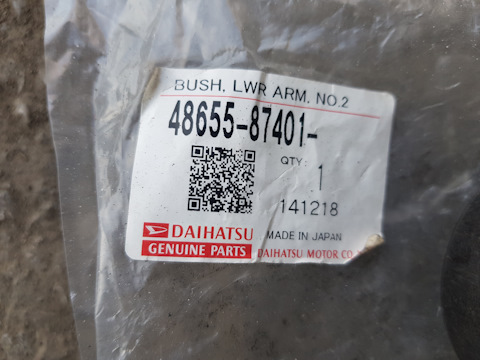 BUSH, LWR ARM, NO.2
48655-87401-
QTY: 1
141218
DAIHATSU MADE IN JAPAN
GENUINE PARTS DAIHATSU MOTOR CO